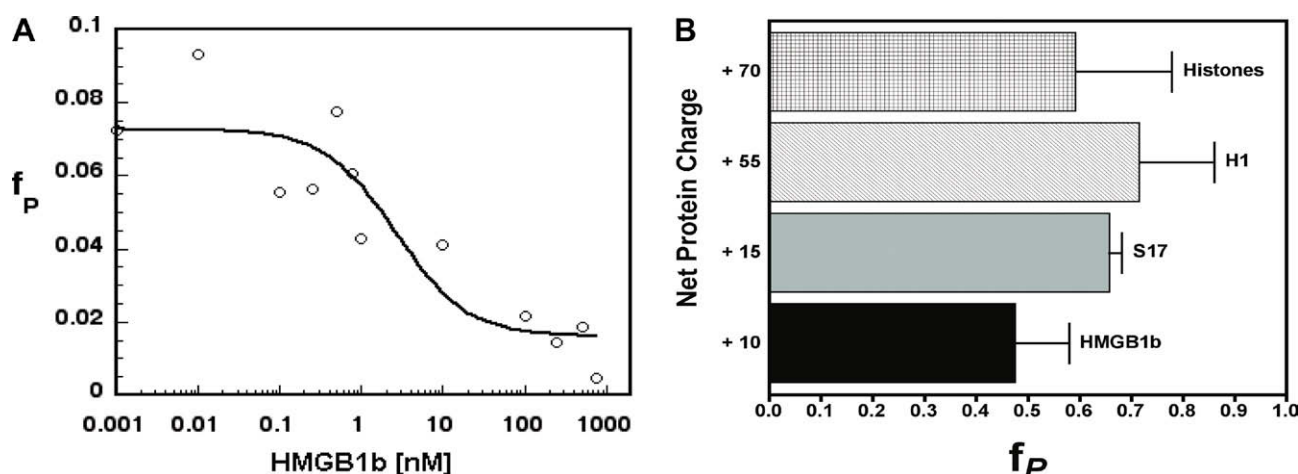 A
0.1
0.08
0.06
0.04
0.02
0
f_P
0.001 0.01 0.1 1 10 100 1000
HMGB1b [nM]
B
Net Protein Charge
+ 70
Histones
+ 55
H1
+ 15
S17
+ 10
HMGB1b
0.0 0.1 0.2 0.3 0.4 0.5 0.6 0.7 0.8 0.9 1.0
f_P